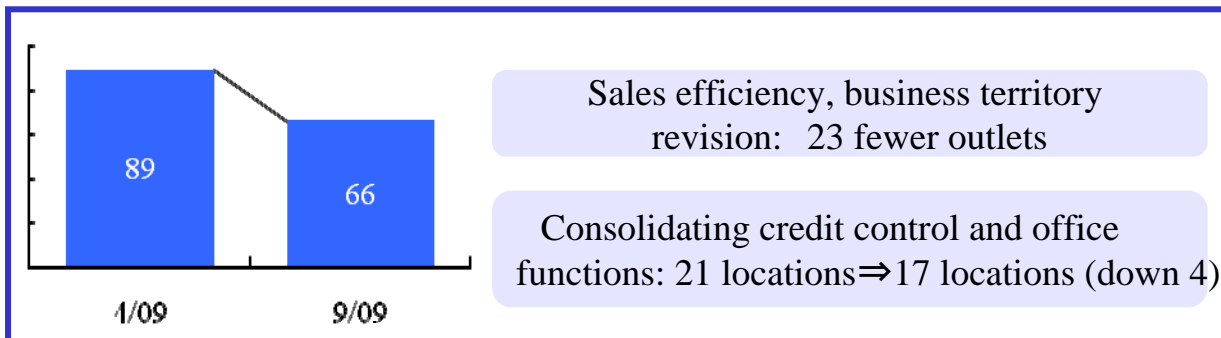 89
66
1/09
9/09
Sales efficiency, business territory
revision: 23 fewer outlets
Consolidating credit control and office
functions: 21 locations⇒17 locations (down 4)